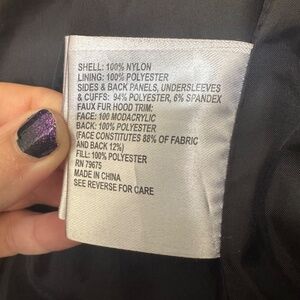 SHELL: 100% NYLON
LINING: 100% POLYESTER
SIDES & BACK PANELS, UNDERSLEEVES
& CUFFS: 94% POLYESTER, 6% SPANDEX
FAUX FUR HOOD TRIM:
FACE: 100 MODACRYLIC
BACK: 100% POLYESTER
(FACE CONSTITUTES 88% OF FABRIC
AND BACK 12%)
FILL: 100% POLYESTER
RN 79675
MADE IN CHINA
SEE REVERSE FOR CARE